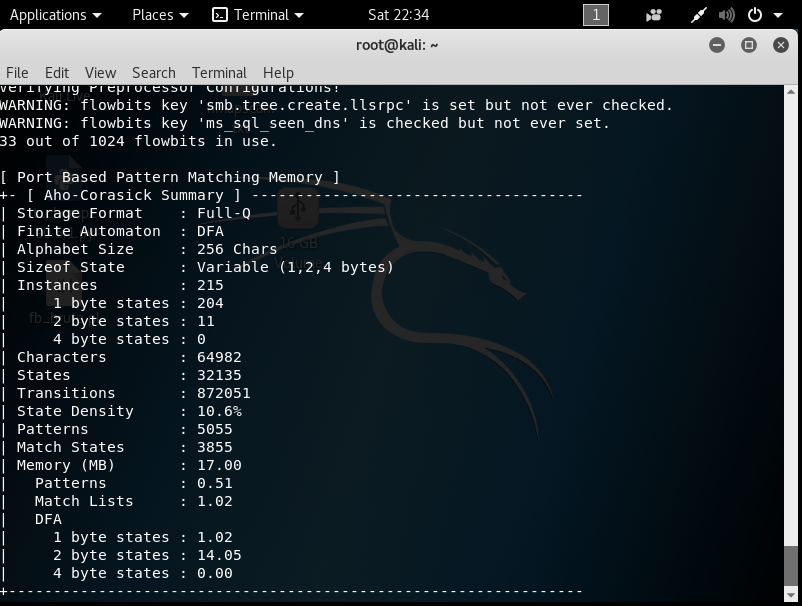 Applications Places Terminal Sat 22:34 1
root@kali: ~
File Edit View Search Terminal Help
Verifying Preprocessor Configurations!
WARNING: flowbits key 'smb.tree.create.llsrpc' is set but not ever checked.
WARNING: flowbits key 'ms_sql_seen_dns' is checked but not ever set.
33 out of 1024 flowbits in use.
[ Port Based Pattern Matching Memory ]
+- [ Aho-Corasick Summary ] -------------------------------------
| Storage Format    : Full-Q
| Finite Automaton  : DFA
| Alphabet Size     : 256 Chars
| Sizeof State      : Variable (1,2,4 bytes)
| Instances         : 215
|     1 byte states : 204
|     2 byte states : 11
|     4 byte states : 0
| Characters        : 64982
| States            : 32135
| Transitions       : 872051
| State Density     : 10.6%
| Patterns          : 5055
| Match States      : 3855
| Memory (MB)       : 17.00
|   Patterns        : 0.51
|   Match Lists     : 1.02
|   DFA
|     1 byte states : 1.02
|     2 byte states : 14.05
|     4 byte states : 0.00
+----------------------------------------------------------------
16 GB